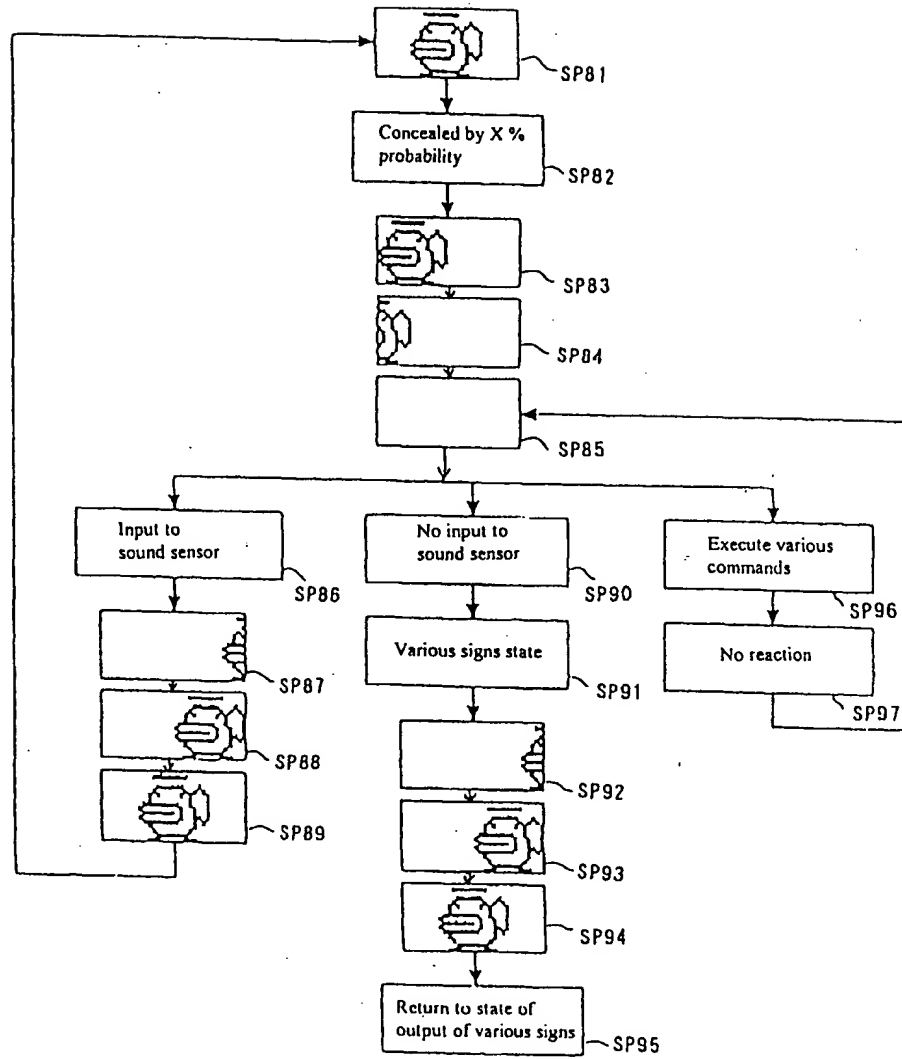 SP81
Concealed by X %
probability
SP82
SP83
SP84
SP85
Input to
sound sensor
SP86
SP87
SP88
SP89
No input to
sound sensor
SP90
Various signs state
SP91
SP92
SP93
SP94
Return to state of
output of various signs
SP95
Execute various
commands
SP96
No reaction
SP97